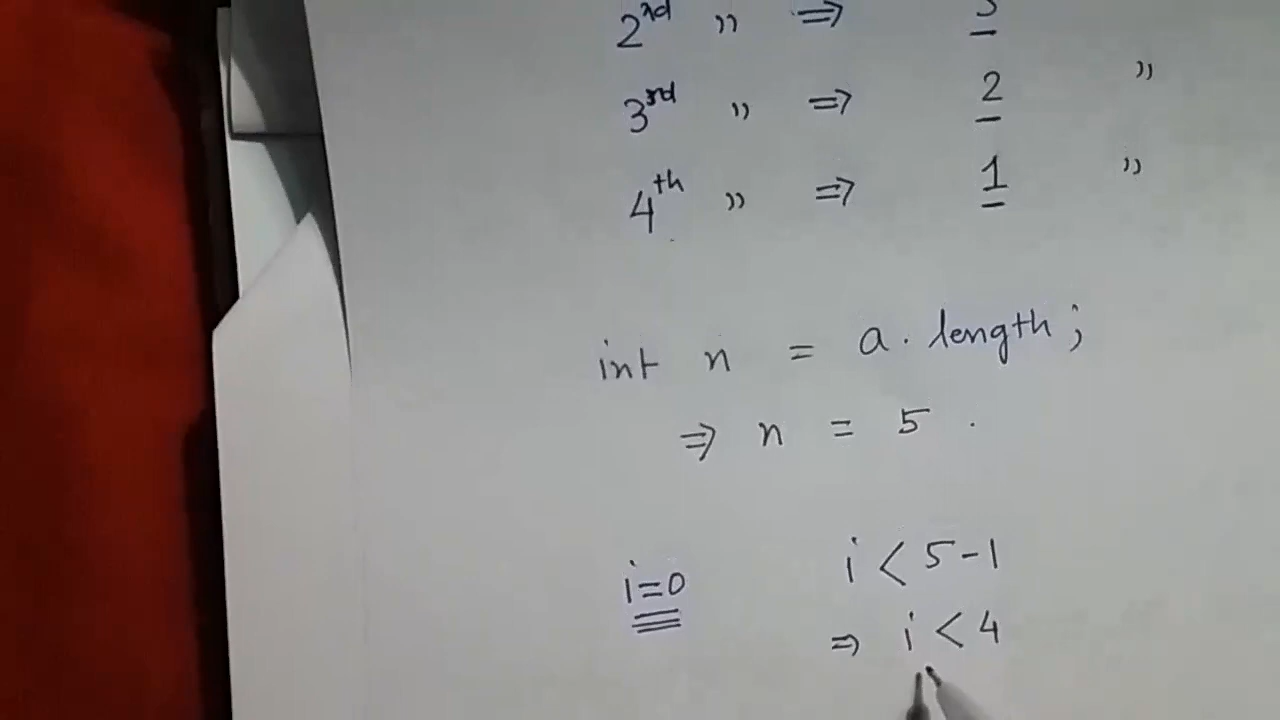 2nd " ⇒ 3
3rd " ⇒ 2 "
4th " ⇒ 1 "
int n = a.length;
⇒ n = 5.
i=0 i < 5-1
⇒ i < 4